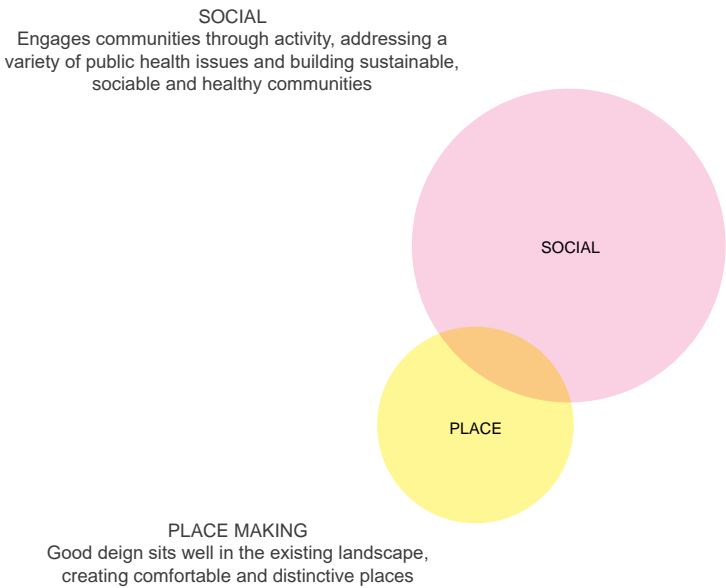 SOCIAL
Engages communities through activity, addressing a
variety of public health issues and building sustainable,
sociable and healthy communities
SOCIAL
PLACE
PLACE MAKING
Good deign sits well in the existing landscape,
creating comfortable and distinctive places